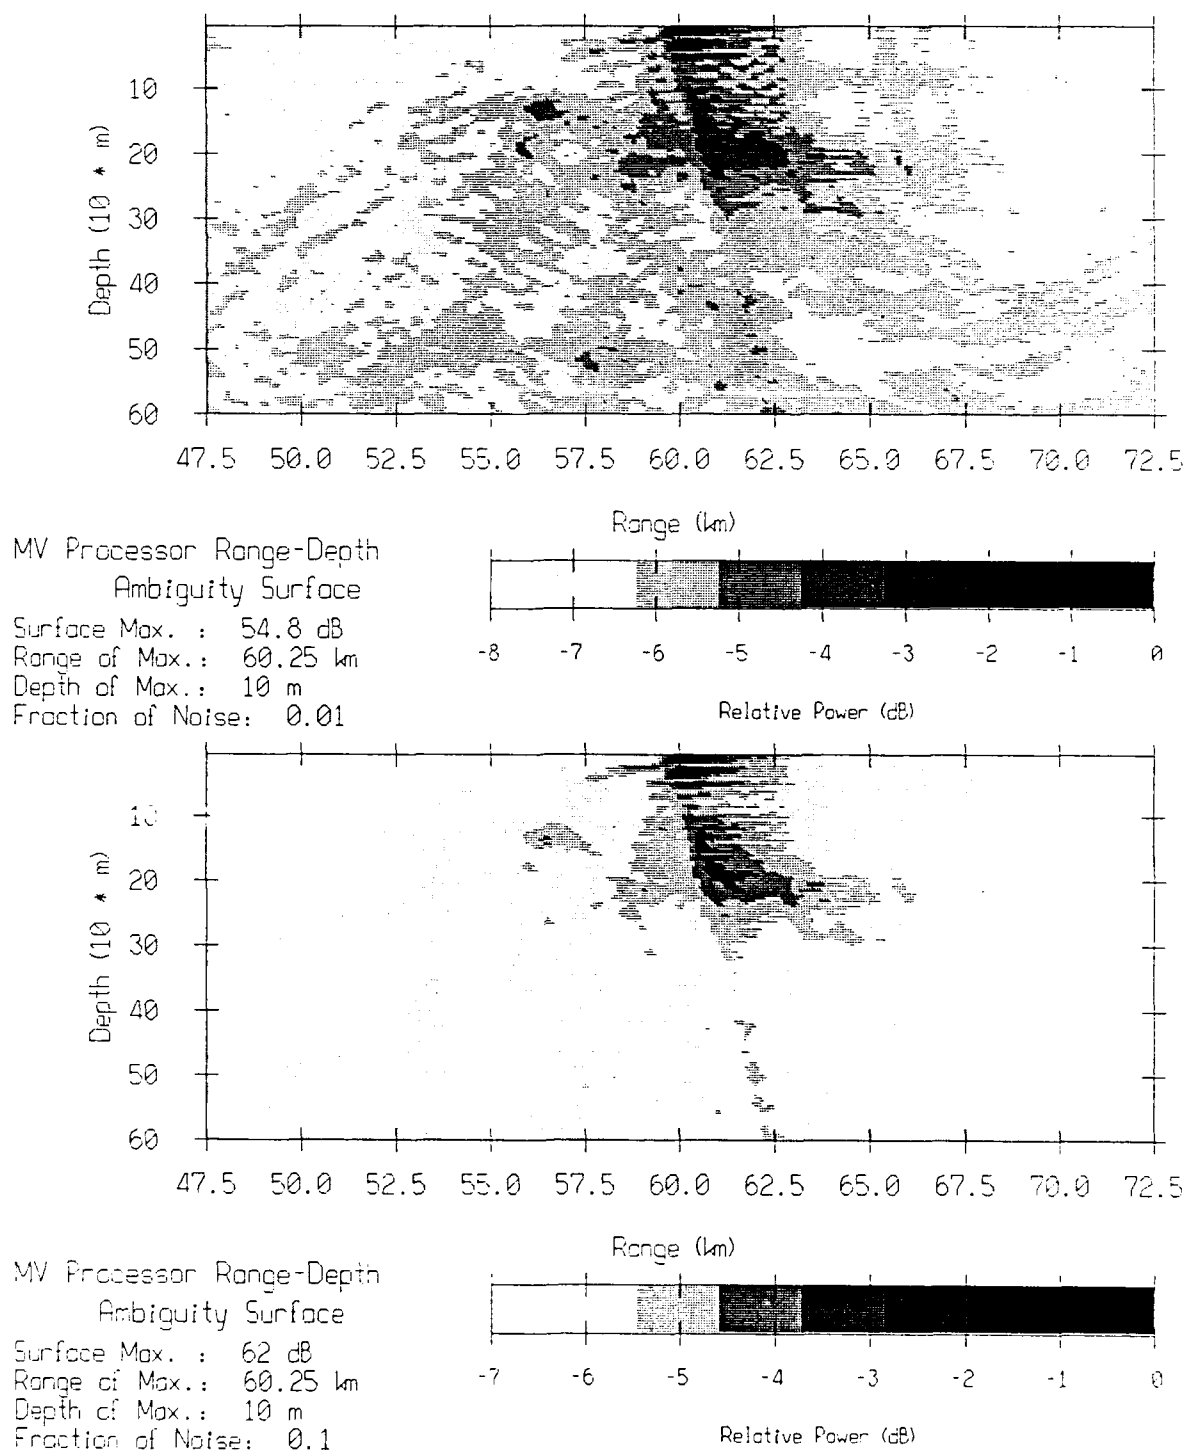 10
20
30
40
50
60
Depth (10 * m)
47.5 50.0 52.5 55.0 57.5 60.0 62.5 65.0 67.5 70.0 72.5
Range (km)
MV Processor Range-Depth
Ambiguity Surface
Surface Max. : 54.8 dB
Range of Max.: 60.25 km
Depth of Max.: 10 m
Fraction of Noise: 0.01
-8 -7 -6 -5 -4 -3 -2 -1 0
Relative Power (dB)
10
20
30
40
50
60
Depth (10 * m)
47.5 50.0 52.5 55.0 57.5 60.0 62.5 65.0 67.5 70.0 72.5
Range (km)
MV Processor Range-Depth
Ambiguity Surface
Surface Max. : 62 dB
Range of Max.: 60.25 km
Depth of Max.: 10 m
Fraction of Noise: 0.1
-7 -6 -5 -4 -3 -2 -1 0
Relative Power (dB)